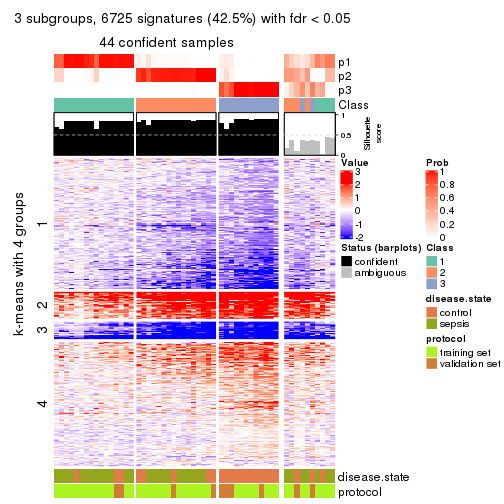 3 subgroups, 6725 signatures (42.5%) with fdr < 0.05
44 confident samples
p1
p2
p3
Class
1
0.5
0
Silhouette
score
k-means with 4 groups
1
2
3
4
disease.state
protocol
Value
3
2
1
0
-1
-2
Status (barplots)
confident
ambiguous
Prob
1
0.8
0.6
0.4
0.2
0
Class
1
2
3
disease.state
control
sepsis
protocol
training set
validation set